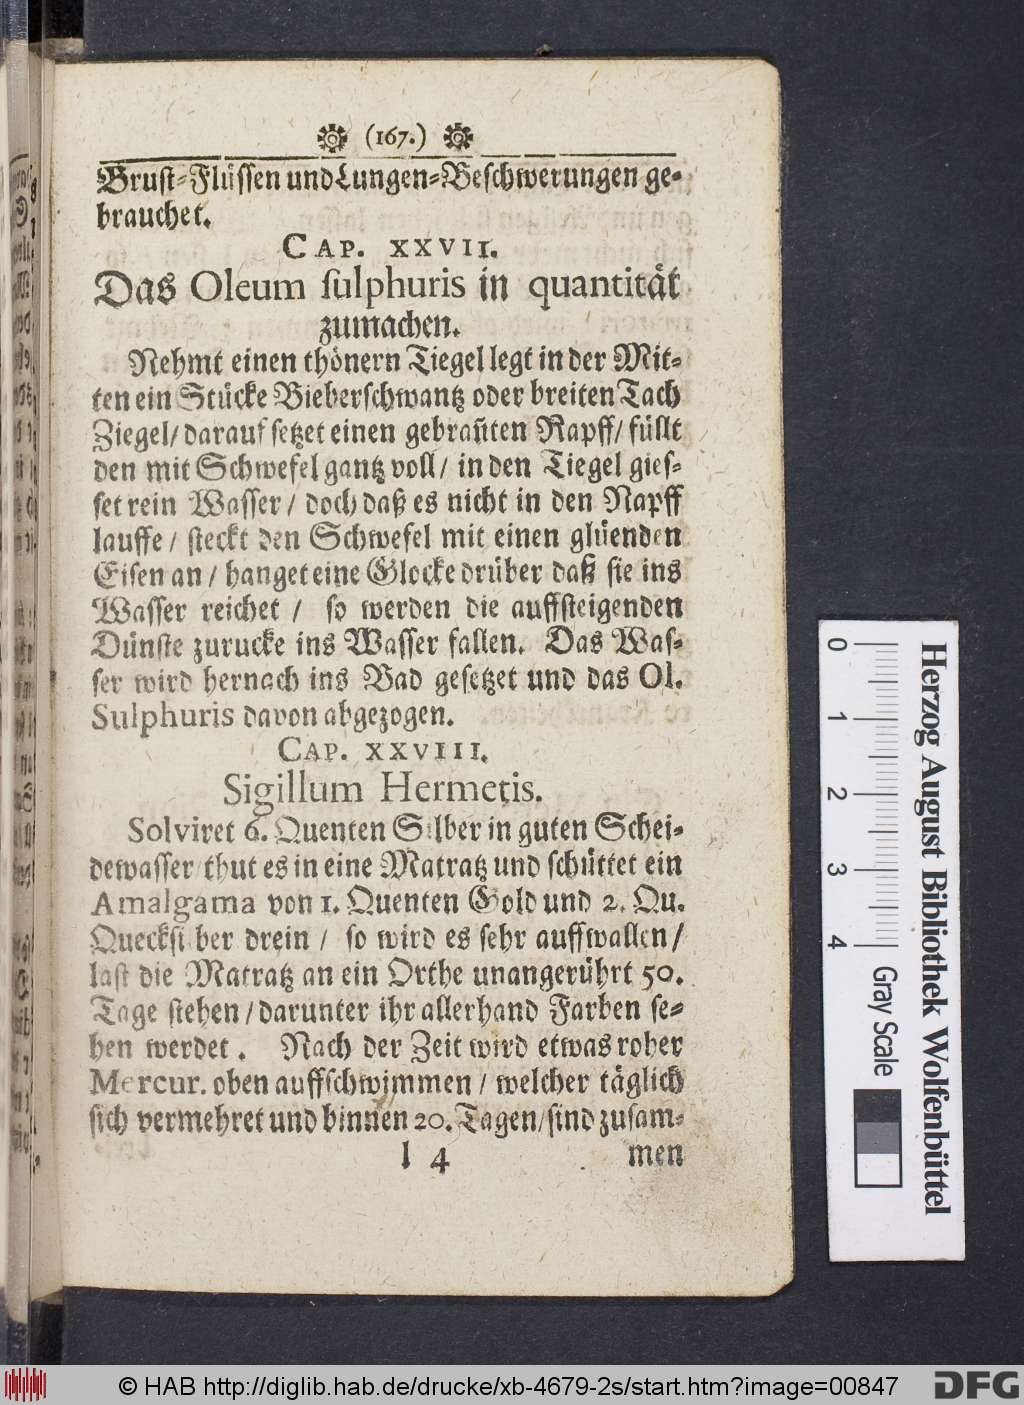 (167.)
Brust-Flüssen und Lungen-Beschwerungen ge-
brauchet.
CAP. XXVII.
Das Oleum sulphuris in quantität
zumachen.
Nehmt einen thönern Tiegel legt in der Mit-
ten ein Stücke Bieberschwantz oder breiten Tach
Ziegel/ darauf setzet einen gebrañten Napff/ füllt
den mit Schwefel gantz voll/ in den Tiegel gies-
set rein Wasser / doch daß es nicht in den Napff
lauffe / steckt den Schwefel mit einen glüenden
Eisen an / hanget eine Glocke drüber daß sie ins
Wasser reichet / so werden die auffsteigenden
Dünste zurucke ins Wasser fallen. Das Was-
ser wird hernach ins Bad gesetzet und das Ol.
Sulphuris davon abgezogen.
CAP. XXVIII.
Sigillum Hermetis.
Solviret 6. Quenten Silber in guten Schei-
dewasser/ thut es in eine Matratz und schüttet ein
Amalgama von 1. Quenten Gold und 2. Qu.
Quecksilber drein / so wird es sehr auffwallen /
last die Matratz an ein Orthe unangerührt 50.
Tage stehen / darunter ihr allerhand Farben se-
hen werdet. Nach der Zeit wird etwas roher
Mercur. oben auffschwimmen / welcher täglich
sich vermehret und binnen 20. Tagen/ sind zusam-
l 4 men
Herzog August Bibliothek Wolfenbüttel
0 1 2 3 4 Gray Scale
© HAB http://diglib.hab.de/drucke/xb-4679-2s/start.htm?image=00847
DFG